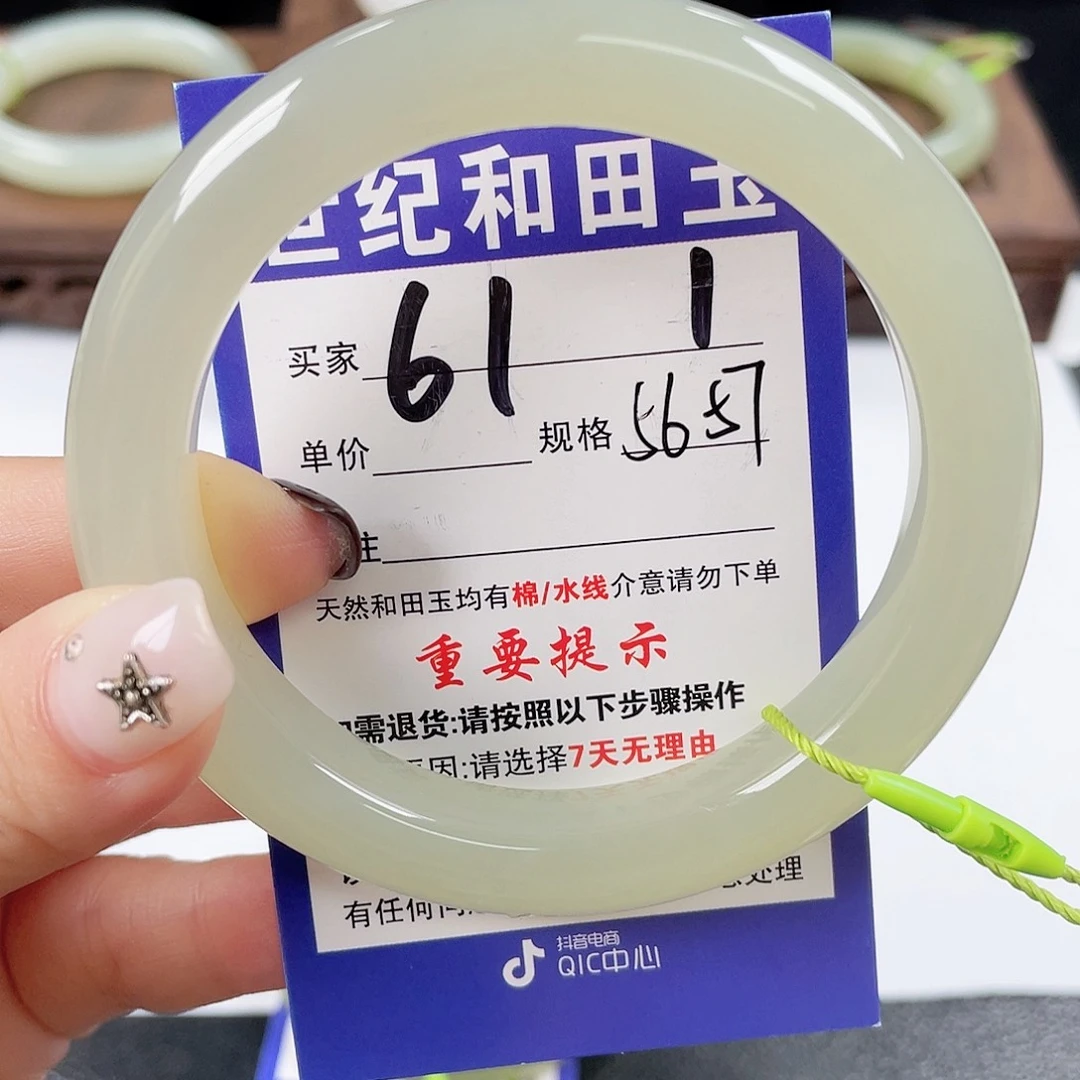 世纪和田玉
买家 61 1
单价 规格 56 57
注
天然和田玉均有棉/水线介意请勿下单
重要提示
需退货:请按照以下步骤操作
因:请选择7天无理由
处理
有任何
抖音电商
QIC中心